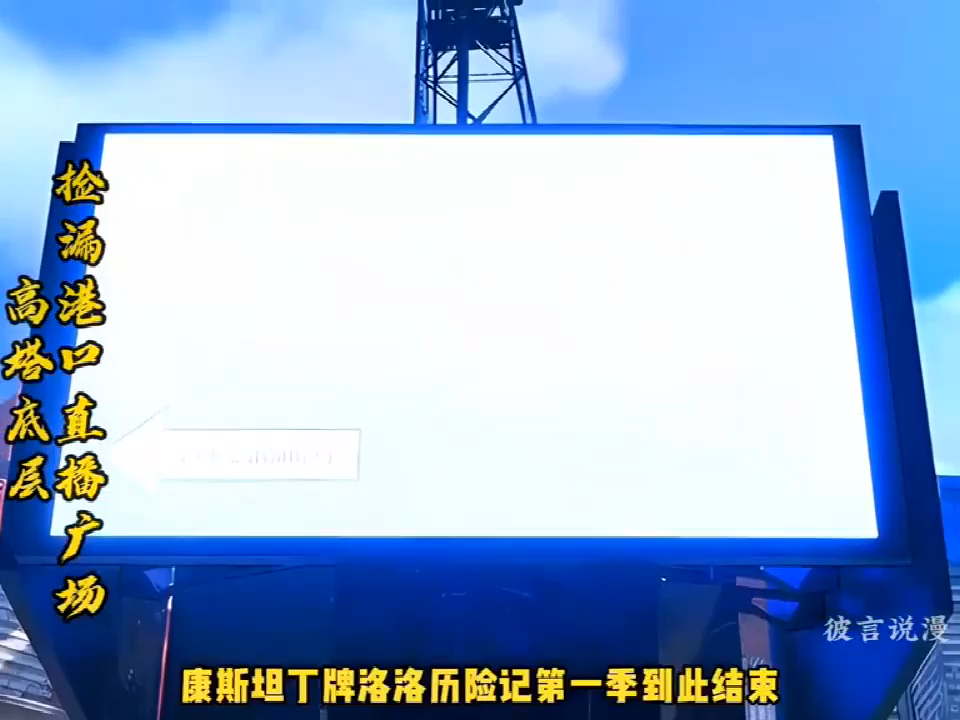 捡漏港口直播广场
高塔底层
彼言说漫
康斯坦丁牌洛洛历险记第一季到此结束